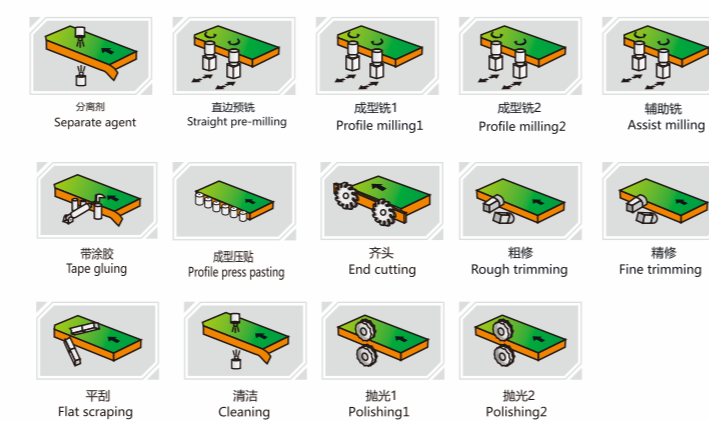 分离剂
Separate agent
直边预铣
Straight pre-milling
成型铣1
Profile milling1
成型铣2
Profile milling2
辅助铣
Assist milling
带涂胶
Tape gluing
成型压贴
Profile press pasting
齐头
End cutting
粗修
Rough trimming
精修
Fine trimming
平刮
Flat scraping
清洁
Cleaning
抛光1
Polishing1
抛光2
Polishing2